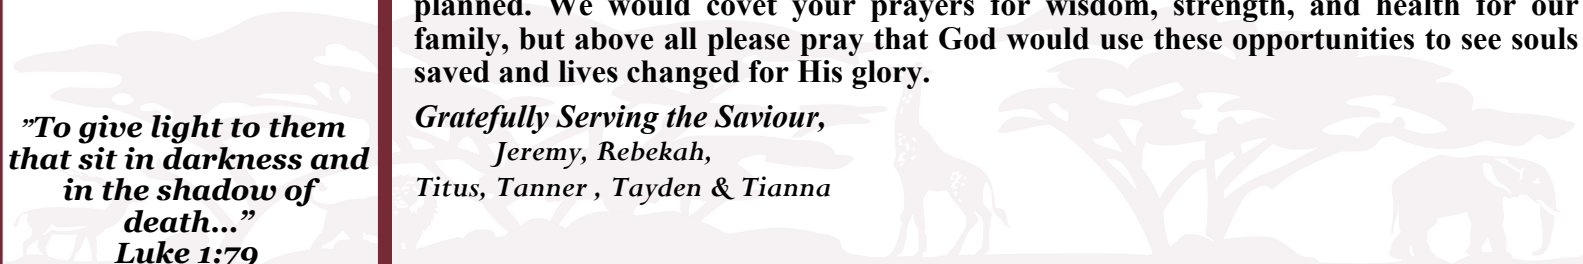 planned. We would covet your prayers for wisdom, strength, and health for our
family, but above all please pray that God would use these opportunities to see souls
saved and lives changed for His glory.
Gratefully Serving the Saviour,
Jeremy, Rebekah,
Titus, Tanner , Tayden & Tianna
”To give light to them
that sit in darkness and
in the shadow of
death...”
Luke 1:79